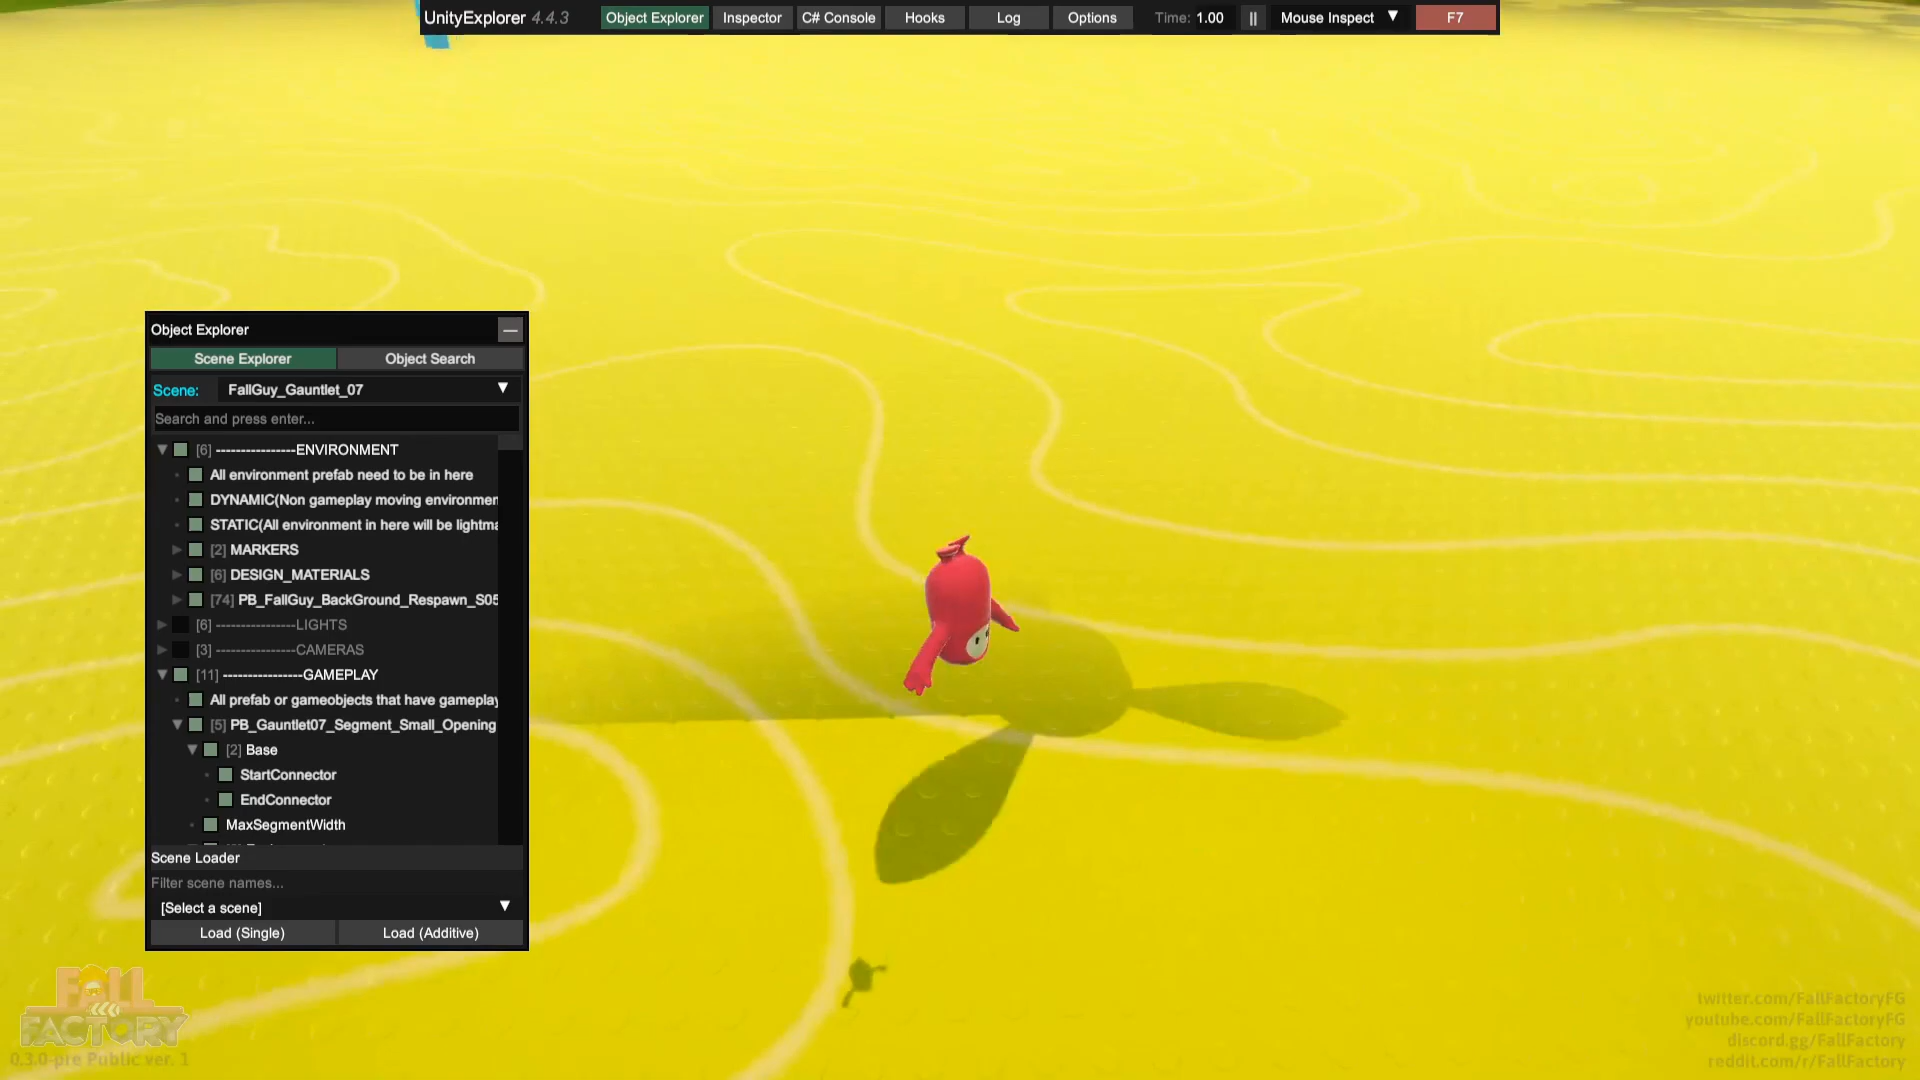 UnityExplorer 4.4.3
Object Explorer
Inspector
C# Console
Hooks
Log
Options
Time: 1.00
||
Mouse Inspect ▼
F7
Object Explorer
—
Scene Explorer
Object Search
Scene: FallGuy_Gauntlet_07 ▼
Search and press enter...
▼ [6] ----------------ENVIRONMENT
All environment prefab need to be in here
DYNAMIC(Non gameplay moving environmen
STATIC(All environment in here will be lightma
► [2] MARKERS
► [6] DESIGN_MATERIALS
► [74] PB_FallGuy_BackGround_Respawn_S05
► [6] ----------------LIGHTS
► [3] ----------------CAMERAS
▼ [11] ----------------GAMEPLAY
All prefab or gameobjects that have gameplay
▼ [5] PB_Gauntlet07_Segment_Small_Opening
▼ [2] Base
StartConnector
EndConnector
MaxSegmentWidth
Scene Loader
Filter scene names...
[Select a scene] ▼
Load (Single)
Load (Additive)
FALL
FACTORY
0.3.0-pre Public ver. 1
twitter.com/FallFactoryFG
youtube.com/FallFactoryFG
discord.gg/FallFactory
reddit.com/r/FallFactory